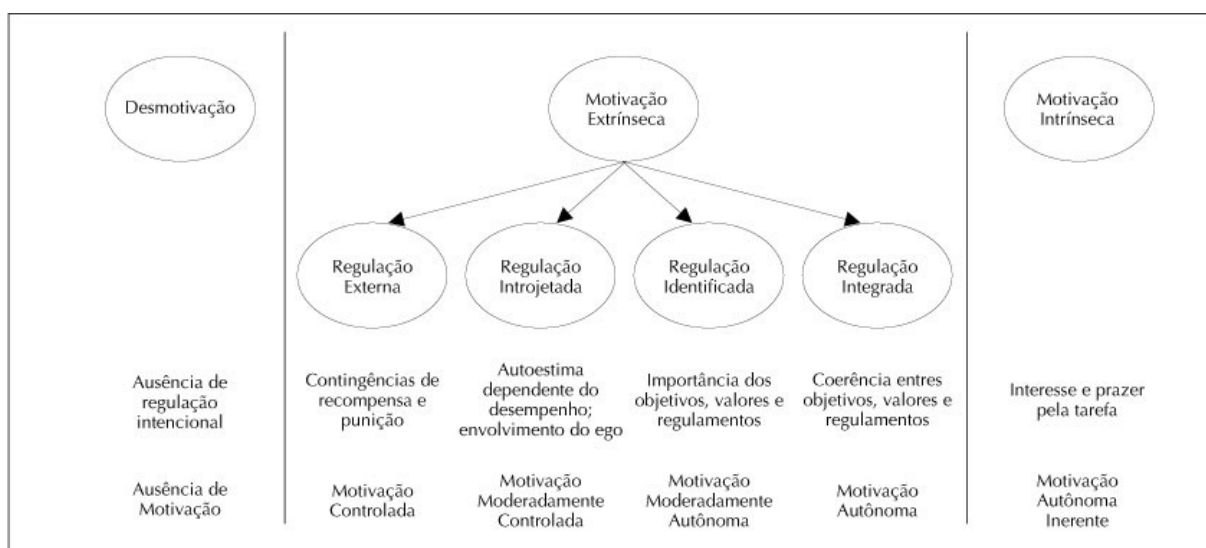 Desmotivação
Motivação
Extrínseca
Motivação
Intrínseca
Regulação
Externa
Regulação
Introjetada
Regulação
Identificada
Regulação
Integrada
Ausência de
regulação
intencional
Contingências de
recompensa e
punição
Autoestima
dependente do
desempenho;
envolvimento do ego
Importância dos
objetivos, valores e
regulamentos
Coerência entres
objetivos, valores e
regulamentos
Interesse e prazer
pela tarefa
Ausência de
Motivação
Motivação
Controlada
Motivação
Moderadamente
Controlada
Motivação
Moderadamente
Autônoma
Motivação
Autônoma
Motivação
Autônoma
Inerente